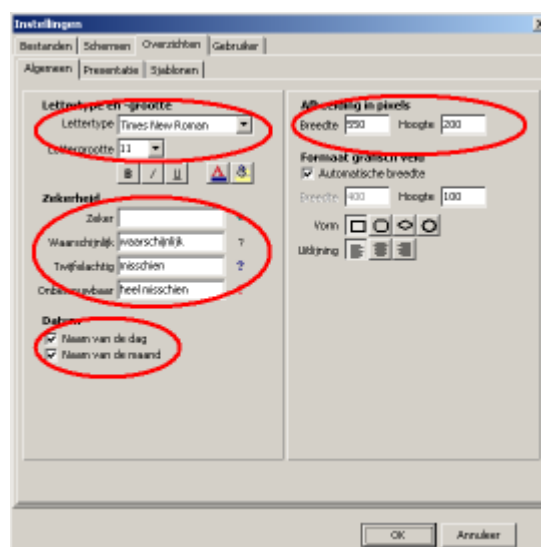 Instellingen
Bestanden Schermen Overzichten Gebruiker
Algemeen Presentatie Sjablonen
Lettertype en -grootte
Lettertype Times New Roman
Lettergrootte 11
B I U A
Zekerheid
Zeker
Waarschijnlijk waarschijnlijk ?
Twijfelachtig misschien ?
Onbetrouwbaar heel misschien
Datum
Naam van de dag
Naam van de maand
Afbeelding in pixels
Breedte 550 Hoogte 200
Formaat grafisch veld
Automatische breedte
Breedte 400 Hoogte 100
Vorm
Uitlijning
OK Annuleer